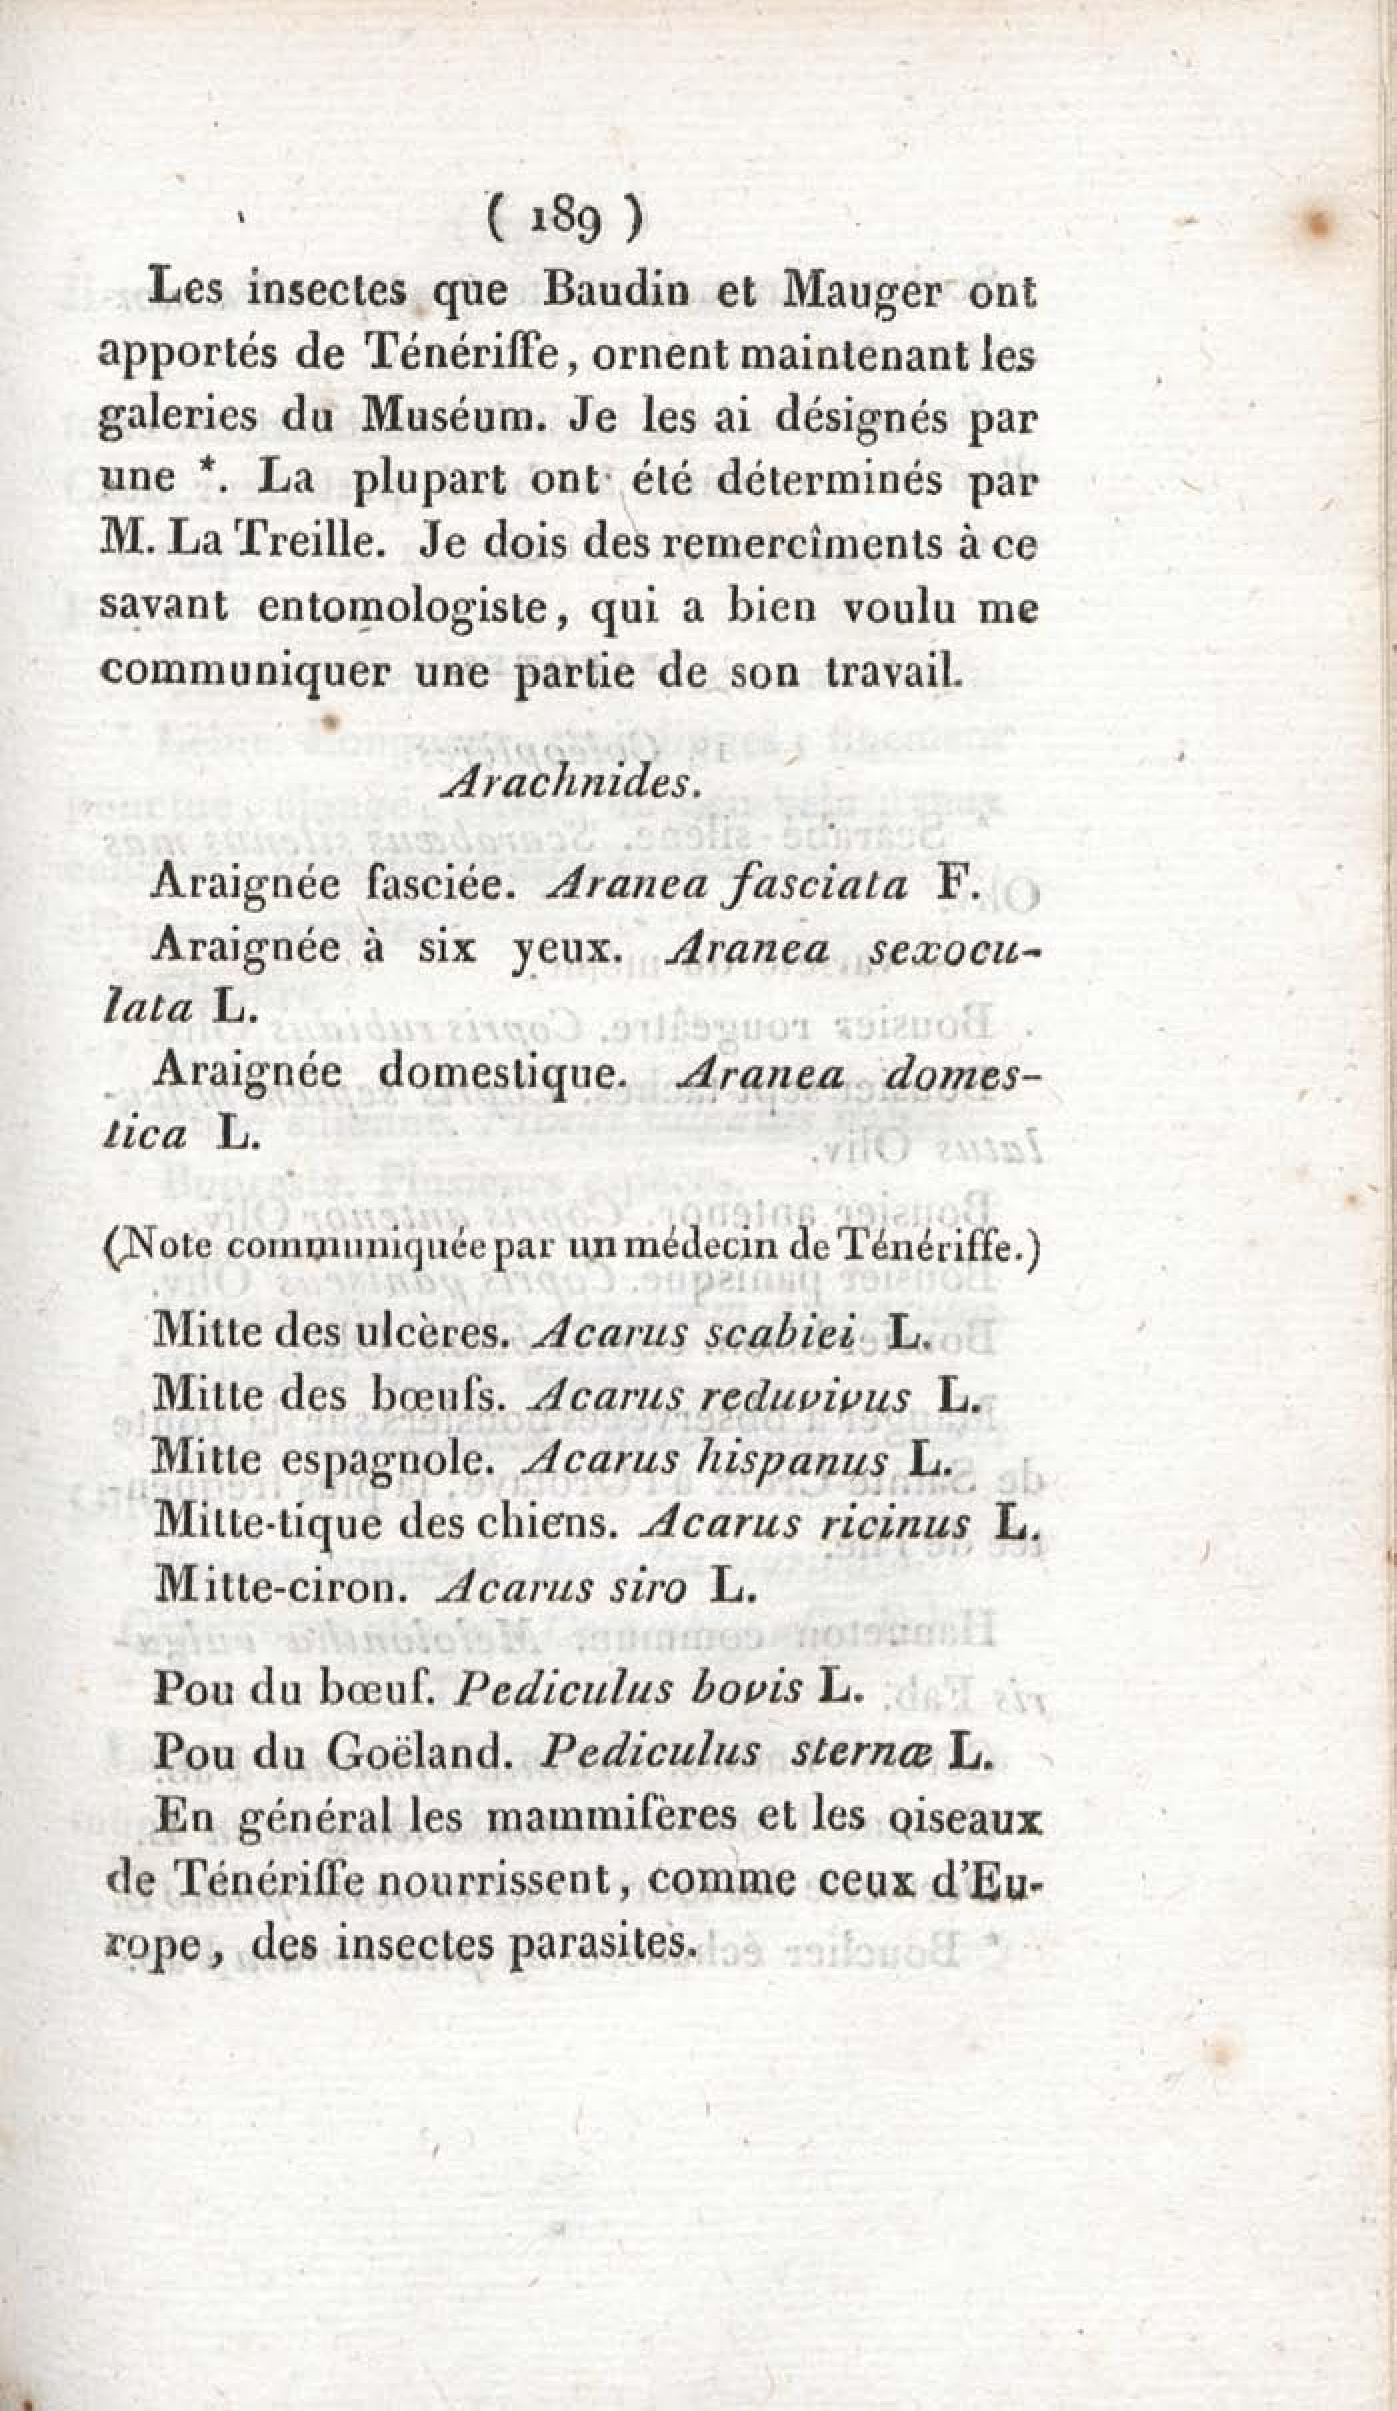 ( 189 )
Les insectes que Baudin et Mauger ont
apportés de Ténériffe, ornent maintenant les
galeries du Muséum. Je les ai désignés par
une *. La plupart ont été déterminés par
M. La Treille. Je dois des remercîments à ce
savant entomologiste, qui a bien voulu me
communiquer une partie de son travail.
Arachnides.
Araignée fasciée. Aranea fasciata F.
Araignée à six yeux. Aranea sexocu-
lata L.
Araignée domestique. Aranea domes-
tica L.
(Note communiquée par un médecin de Ténériffe.)
Mitte des ulcères. Acarus scabiei L.
Mitte des bœufs. Acarus reduvivus L.
Mitte espagnole. Acarus hispanus L.
Mitte-tique des chiens. Acarus ricinus L.
Mitte-ciron. Acarus siro L.
Pou du bœuf. Pediculus bovis L.
Pou du Goëland. Pediculus sternæ L.
En général les mammifères et les oiseaux
de Ténériffe nourrissent, comme ceux d'Eu-
rope, des insectes parasites.